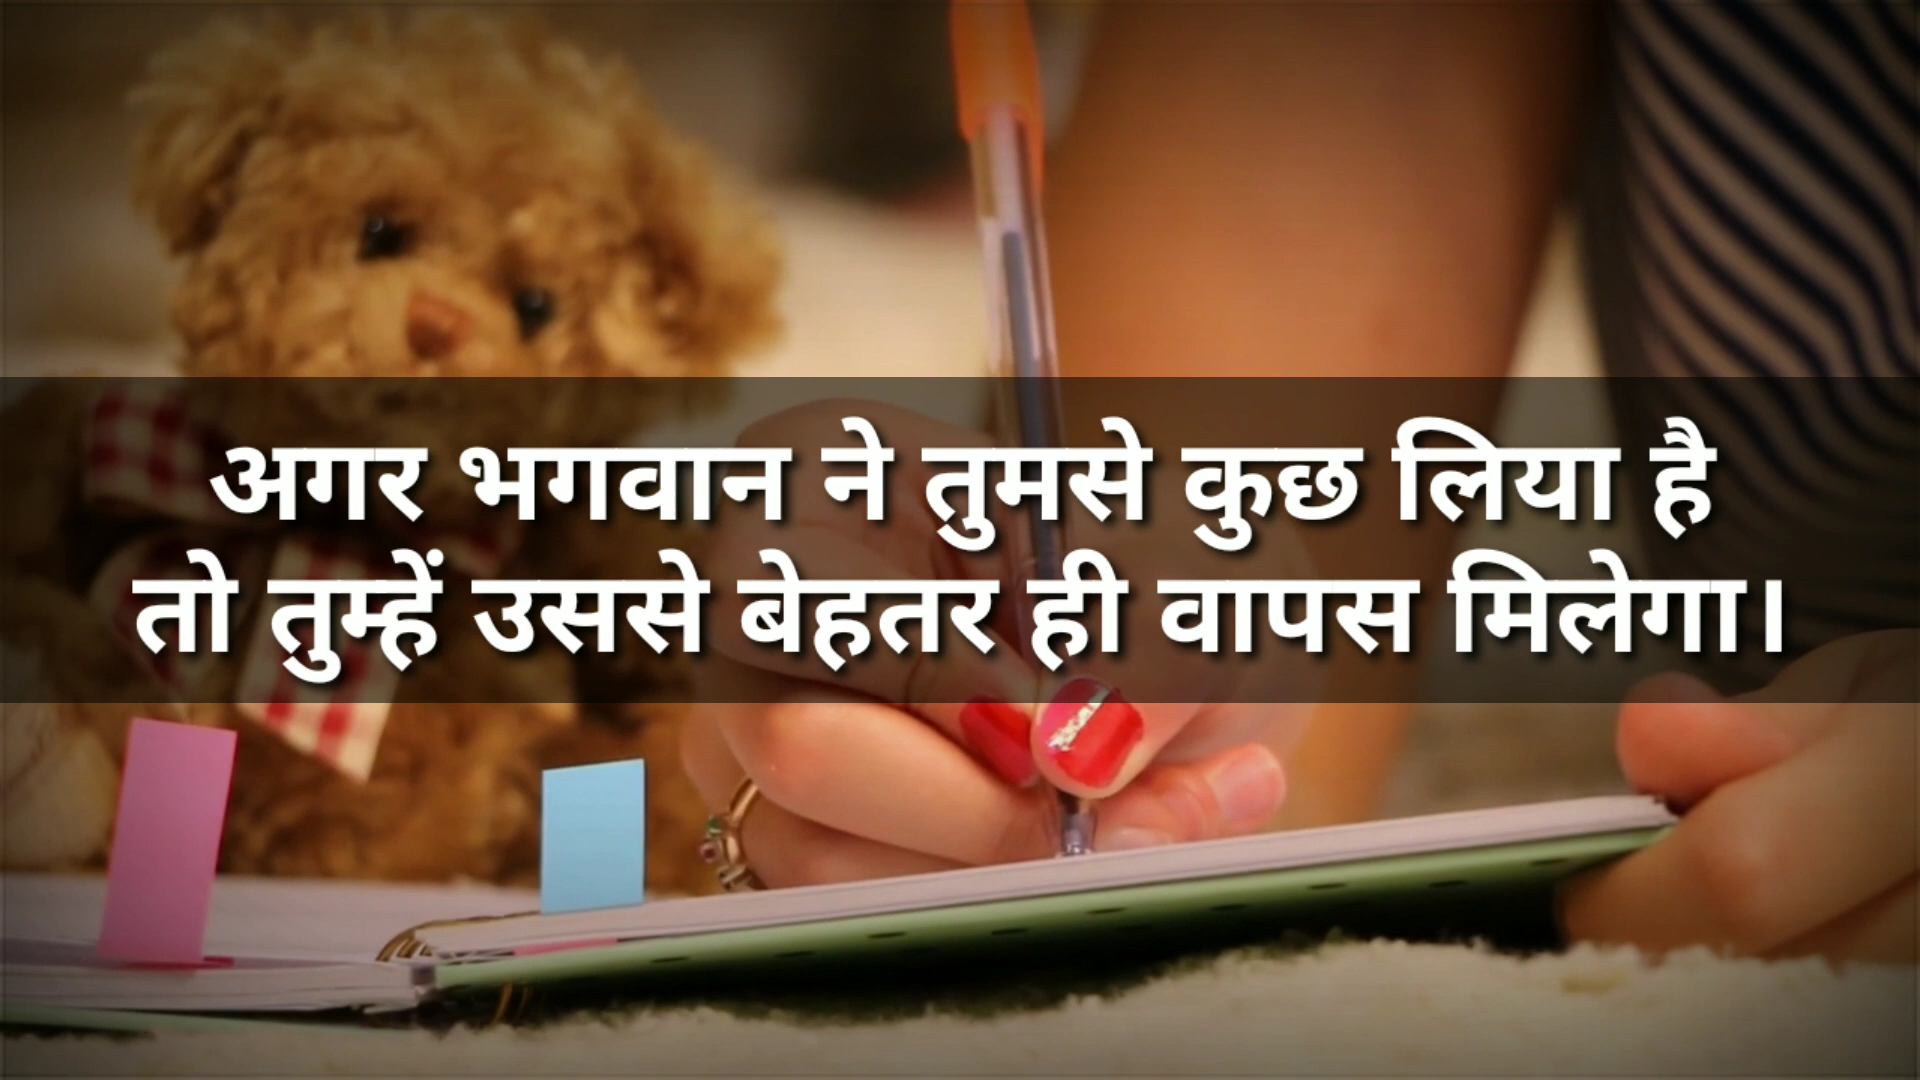 अगर भगवान ने तुमसे कुछ लिया है
तो तुम्हें उससे बेहतर ही वापस मिलेगा।